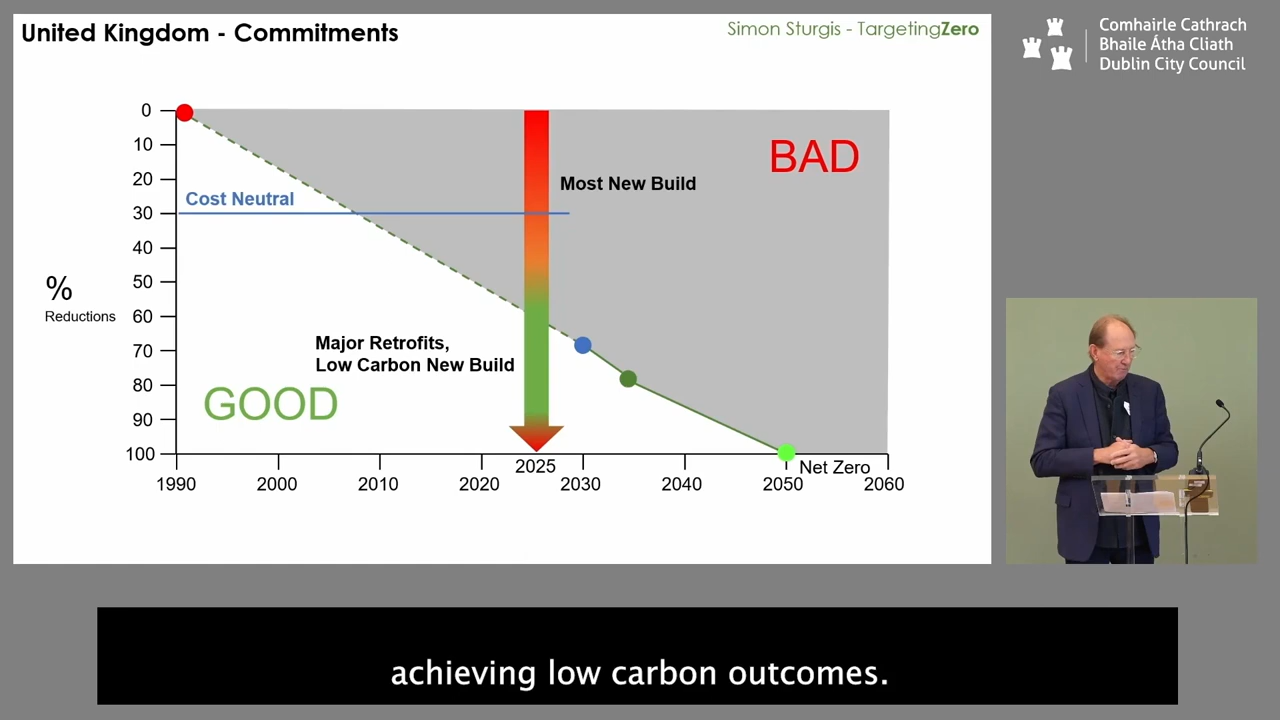 United Kingdom - Commitments
Simon Sturgis - TargetingZero
Comhairle Cathrach
Bhaile Átha Cliath
Dublin City Council
0
10
20
30
40
50
60
70
80
90
100
%
Reductions
Cost Neutral
Most New Build
BAD
Major Retrofits,
Low Carbon New Build
GOOD
2025
Net Zero
1990 2000 2010 2020 2030 2040 2050 2060
achieving low carbon outcomes.